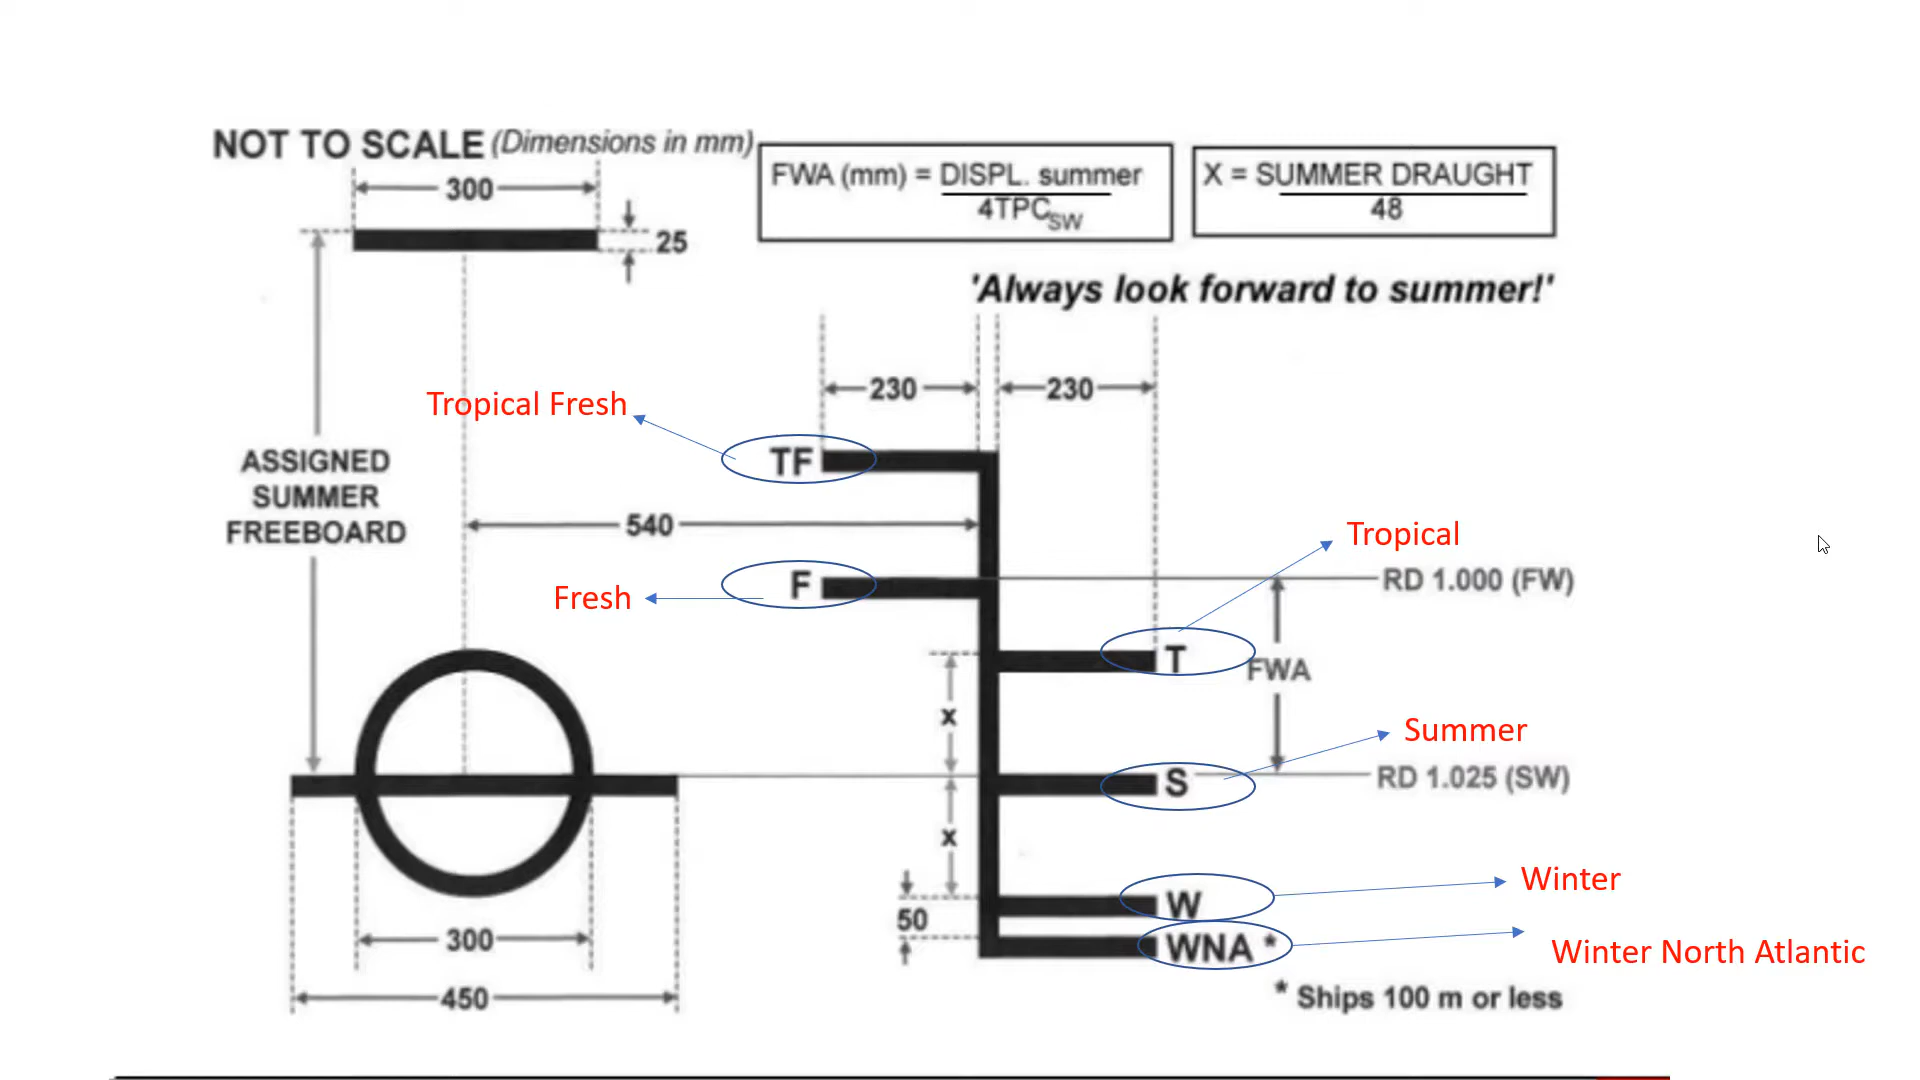 NOT TO SCALE (Dimensions in mm)
300
25
FWA (mm) = DISPL. summer
4TPCSW
X = SUMMER DRAUGHT
48
'Always look forward to summer!'
230
230
Tropical Fresh
TF
ASSIGNED
SUMMER
FREEBOARD
540
Tropical
F
RD 1.000 (FW)
Fresh
T
FWA
x
Summer
S
RD 1.025 (SW)
x
Winter
W
50
300
WNA *
Winter North Atlantic
450
* Ships 100 m or less